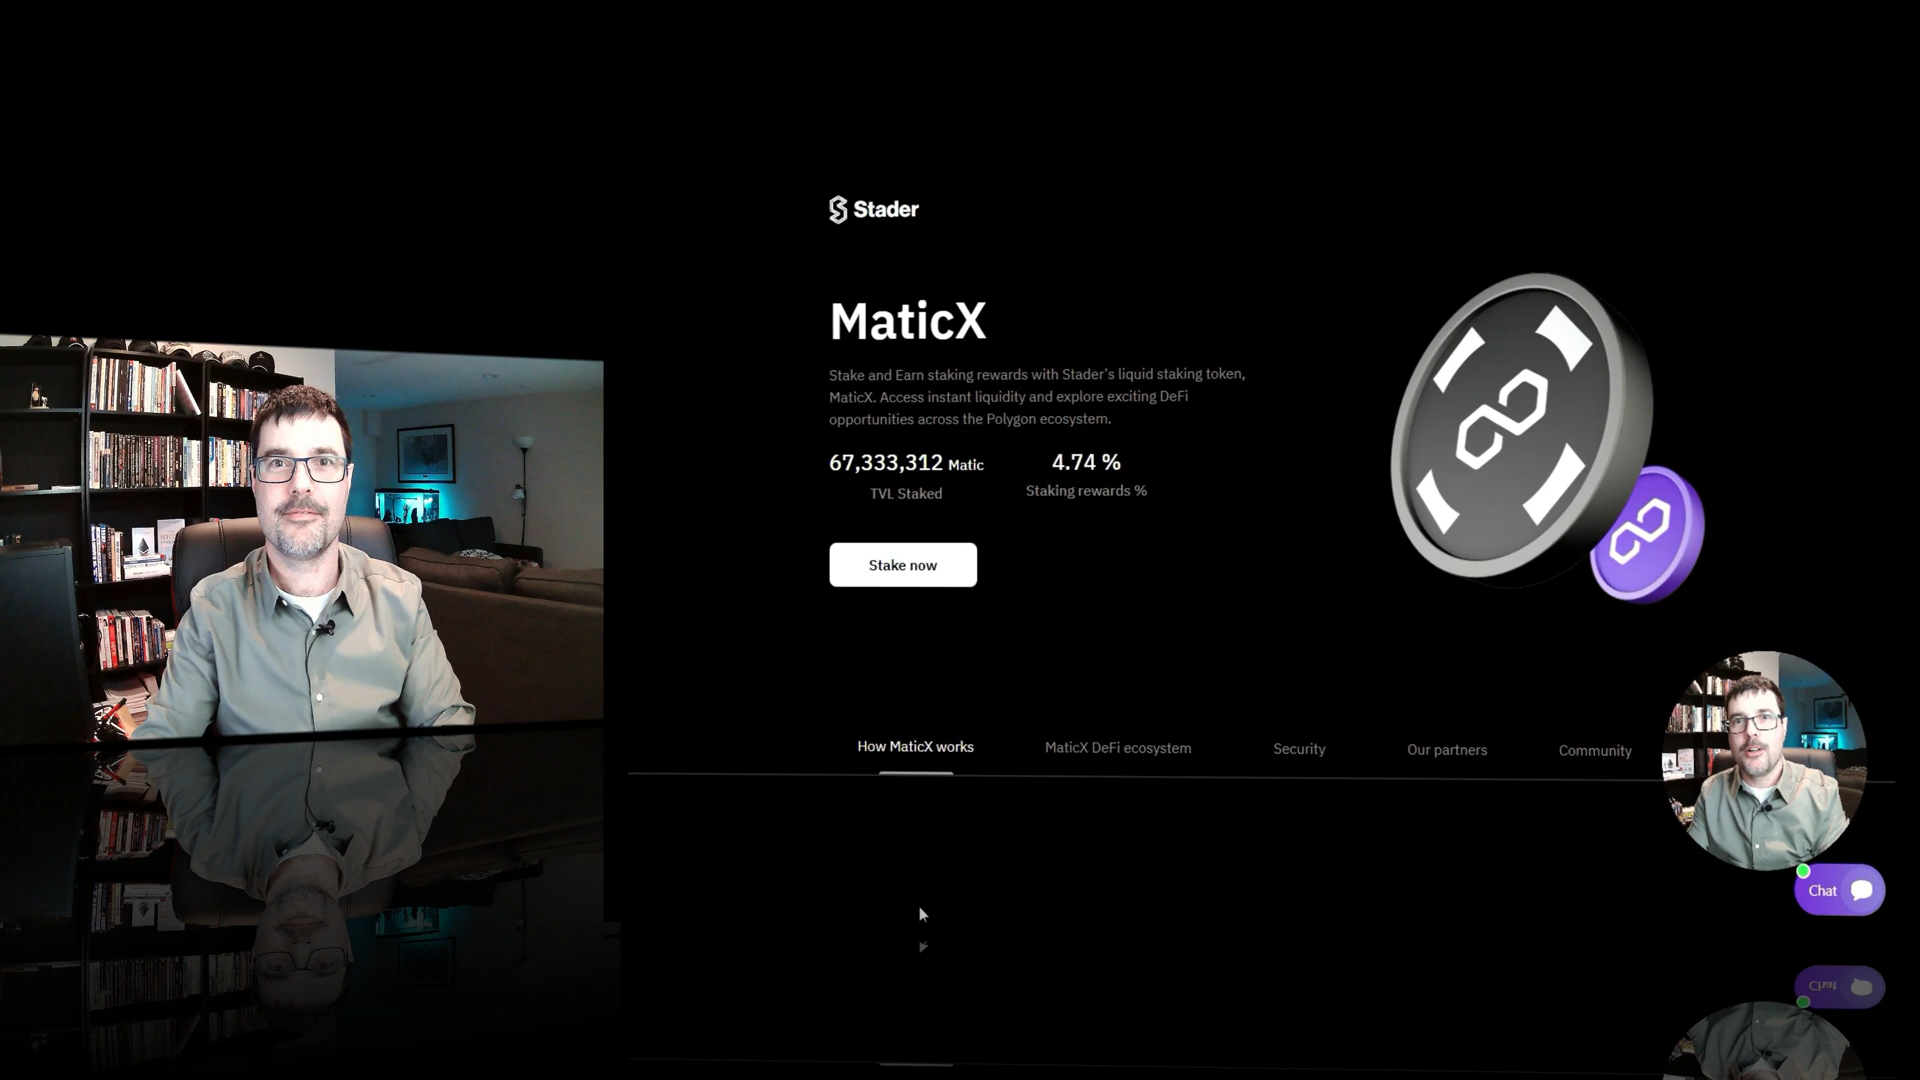 Stader
MaticX
Stake and Earn staking rewards with Stader's liquid staking token,
MaticX. Access instant liquidity and explore exciting DeFi
opportunities across the Polygon ecosystem.
67,333,312 Matic
4.74 %
TVL Staked
Staking rewards %
Stake now
How MaticX works
MaticX DeFi ecosystem
Security
Our partners
Community
Chat